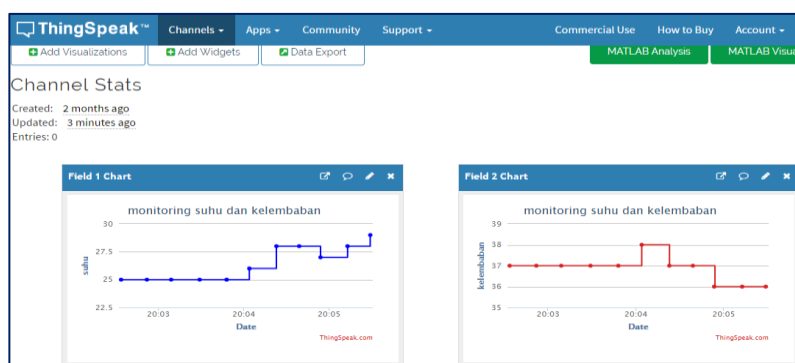 ThingSpeak™ Channels Apps Community Support Commercial Use How to Buy Account
Add Visualizations Add Widgets Data Export MATLAB Analysis MATLAB Visu
Channel Stats
Created: 2 months ago
Updated: 3 minutes ago
Entries: 0
Field 1 Chart
monitoring suhu dan kelembaban
30
27.5
25
22.5
suhu
20:03 20:04 20:05
Date
ThingSpeak.com
Field 2 Chart
monitoring suhu dan kelembaban
39
38
37
36
35
kelembaban
20:03 20:04 20:05
Date
ThingSpeak.com